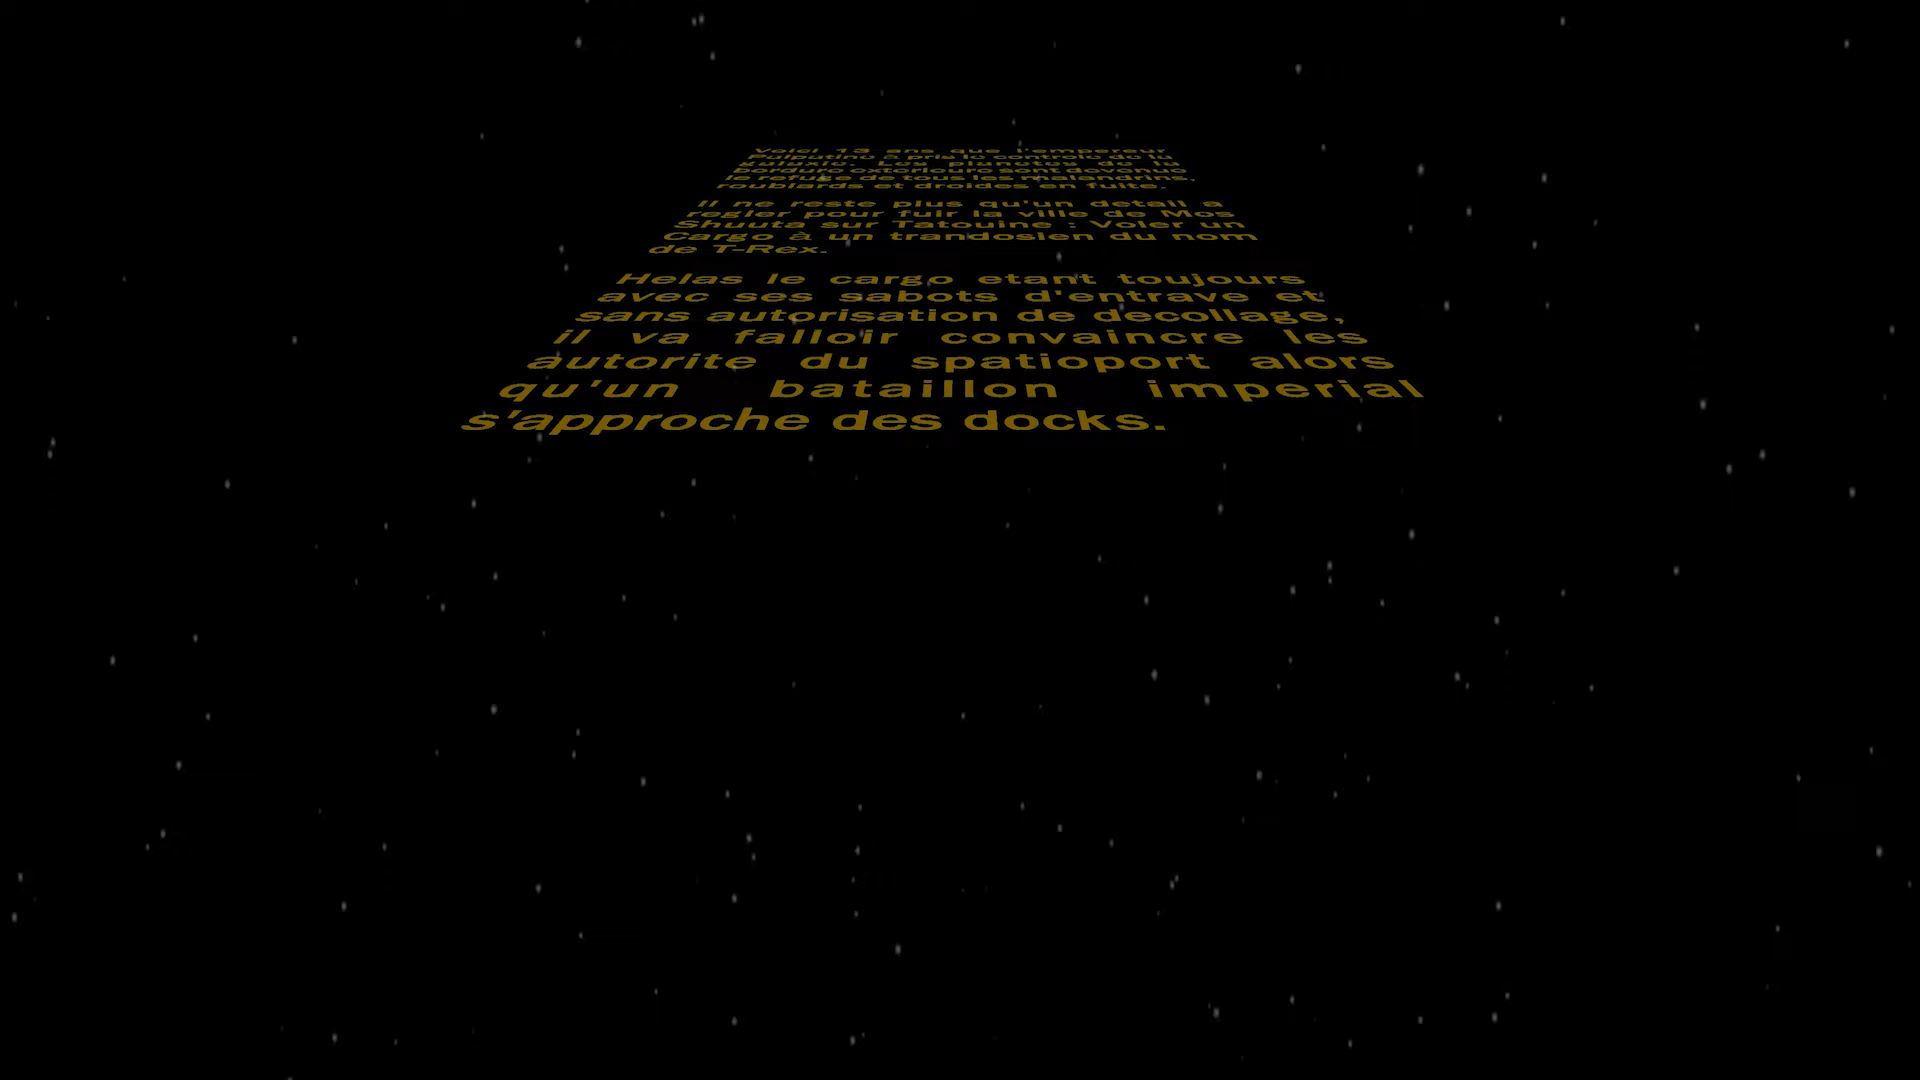 Voici 13 ans que l'empereur
Palpatine à pris le controle de la
galaxie. Les planetes de la
bordure exterieure sont devenue
le refuge de tous les malandrins,
roublards et droides en fuite.
Il ne reste plus qu'un detail a
regler pour fuir la ville de Mos
Shuuta sur Tatouine : Voler un
Cargo à un trandosien du nom
de T-Rex.
Helas le cargo etant toujours
avec ses sabots d'entrave et
sans autorisation de decollage,
il va falloir convaincre les
autorite du spatioport alors
qu'un bataillon imperial
s'approche des docks.